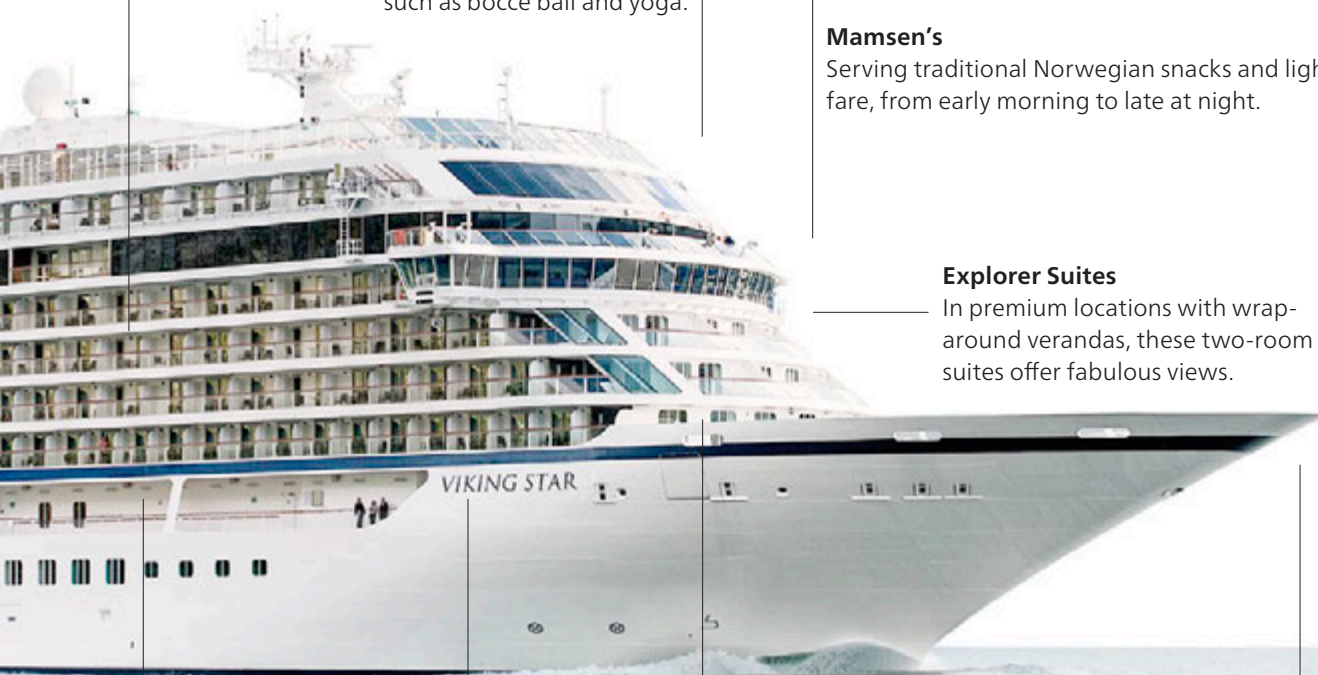 such as bocce ball and yoga.
Mamsen's
Serving traditional Norwegian snacks and
fare, from early morning to late at night.
Explorer Suites
In premium locations with wrap-
around verandas, these two-room
suites offer fabulous views.
VIKING STAR